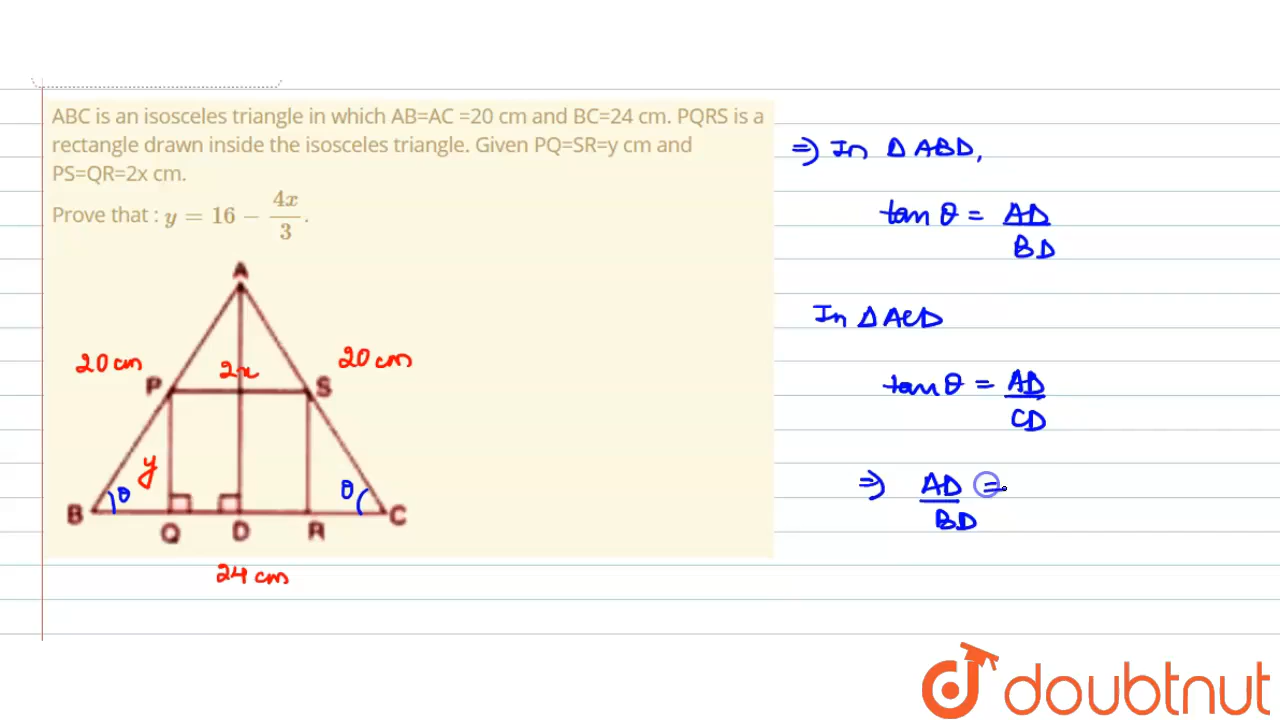 ABC is an isosceles triangle in which AB=AC =20 cm and BC=24 cm. PQRS is a
rectangle drawn inside the isosceles triangle. Given PQ=SR=y cm and
PS=QR=2x cm.
Prove that : y = 16 − 4x/3.
A
20 cm
20 cm
2x
P
S
y
θ
θ
B
Q
D
R
C
24 cm
⇒) In Δ ABD,
tan θ = AD/BD
In Δ ACD
tan θ = AD/CD
⇒) AD/BD =
doubtnut